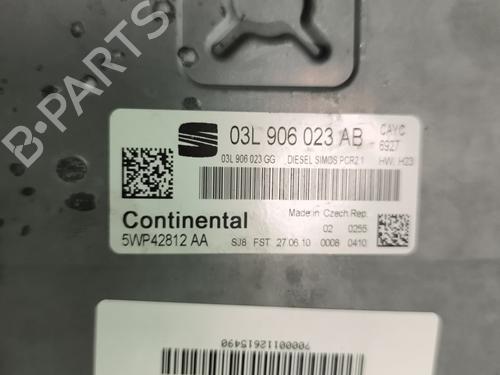 B-PARTS
03L 906 023 AB
CAYC
6927
03L 906 023 GG DIESEL SIMOS PCR2.1 HW: H23
Continental
Made in Czech Rep.
02 0255
5WP42812 AA SJ8 FST 27.06.10 0008 0410
70000112615490